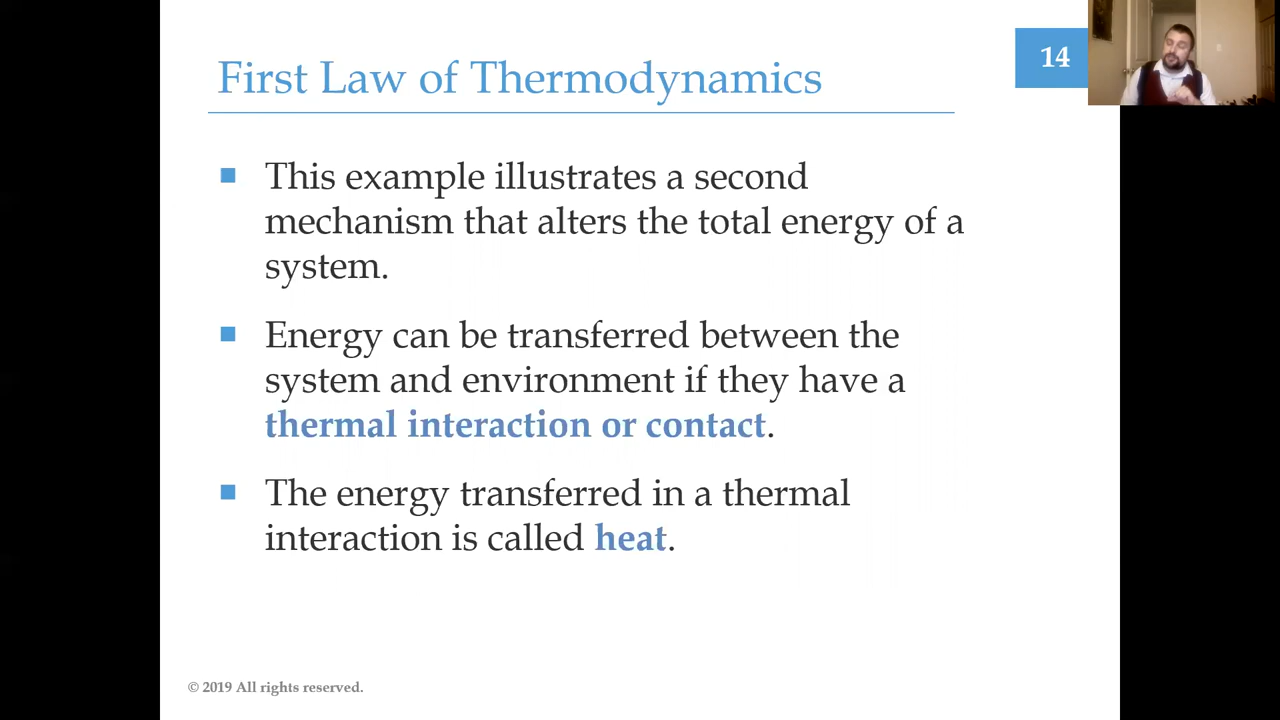 First Law of Thermodynamics
14
This example illustrates a second
mechanism that alters the total energy of a
system.
Energy can be transferred between the
system and environment if they have a
thermal interaction or contact.
The energy transferred in a thermal
interaction is called heat.
© 2019 All rights reserved.